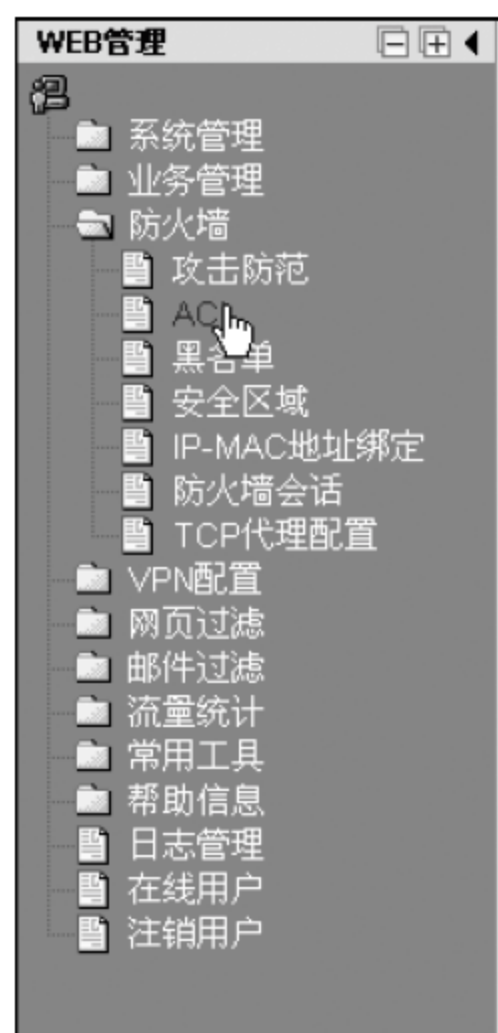 WEB管理
系统管理
业务管理
防火墙
攻击防范
AC
黑名单
安全区域
IP-MAC地址绑定
防火墙会话
TCP代理配置
VPN配置
网页过滤
邮件过滤
流量统计
常用工具
帮助信息
日志管理
在线用户
注销用户